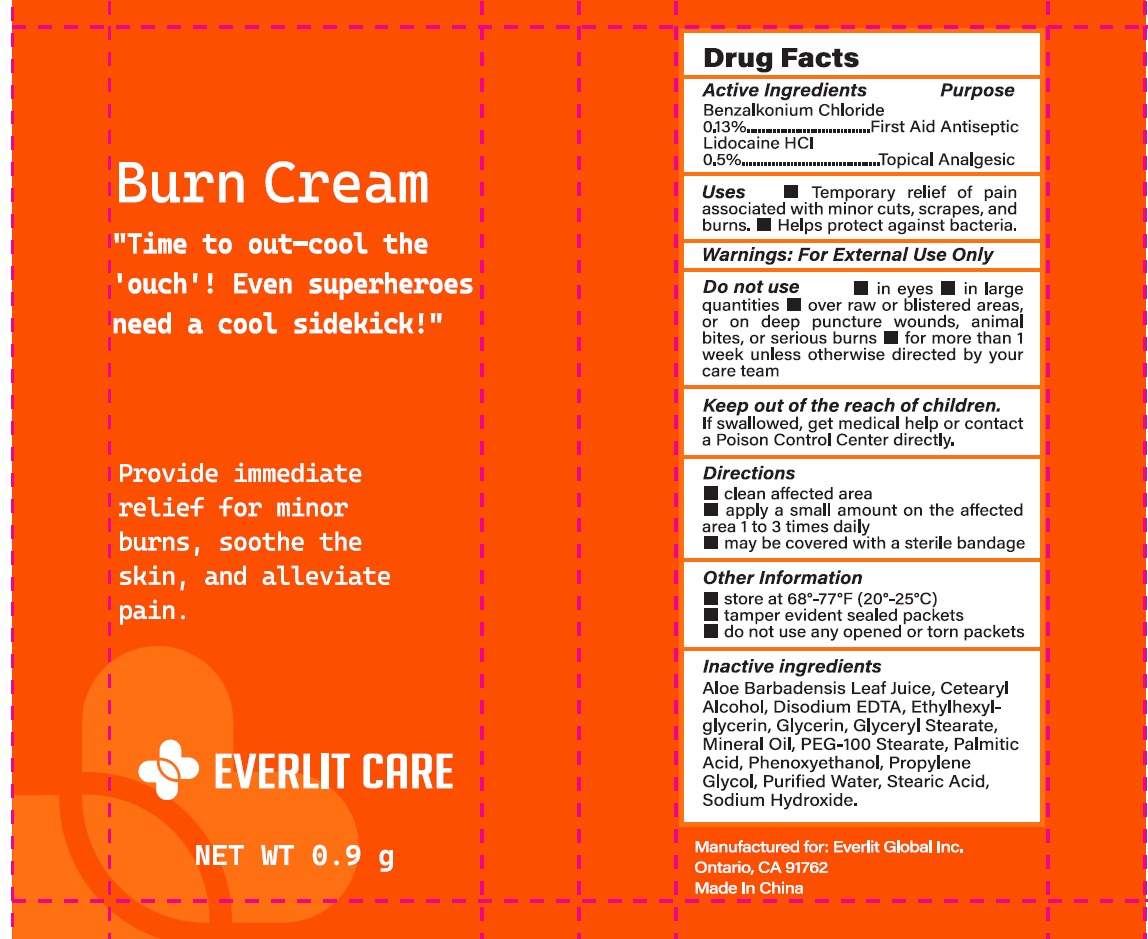 Burn Cream
"Time to out-cool the
'ouch'! Even superheroes
need a cool sidekick!"
Provide immediate
relief for minor
burns, soothe the
skin, and alleviate
pain.
EVERLIT CARE
NET WT 0.9 g
Drug Facts
Active Ingredients Purpose
Benzalkonium Chloride
0.13%..............................First Aid Antiseptic
Lidocaine HCl
0.5%..................................Topical Analgesic
Uses ■ Temporary relief of pain
associated with minor cuts, scrapes, and
burns. ■ Helps protect against bacteria.
Warnings: For External Use Only
Do not use ■ in eyes ■ in large
quantities ■ over raw or blistered areas,
or on deep puncture wounds, animal
bites, or serious burns ■ for more than 1
week unless otherwise directed by your
care team
Keep out of the reach of children.
If swallowed, get medical help or contact
a Poison Control Center directly.
Directions
■ clean affected area
■ apply a small amount on the affected
area 1 to 3 times daily
■ may be covered with a sterile bandage
Other Information
■ store at 68°-77°F (20°-25°C)
■ tamper evident sealed packets
■ do not use any opened or torn packets
Inactive ingredients
Aloe Barbadensis Leaf Juice, Cetearyl
Alcohol, Disodium EDTA, Ethylhexyl-
glycerin, Glycerin, Glyceryl Stearate,
Mineral Oil, PEG-100 Stearate, Palmitic
Acid, Phenoxyethanol, Propylene
Glycol, Purified Water, Stearic Acid,
Sodium Hydroxide.
Manufactured for: Everlit Global Inc.
Ontario, CA 91762
Made In China